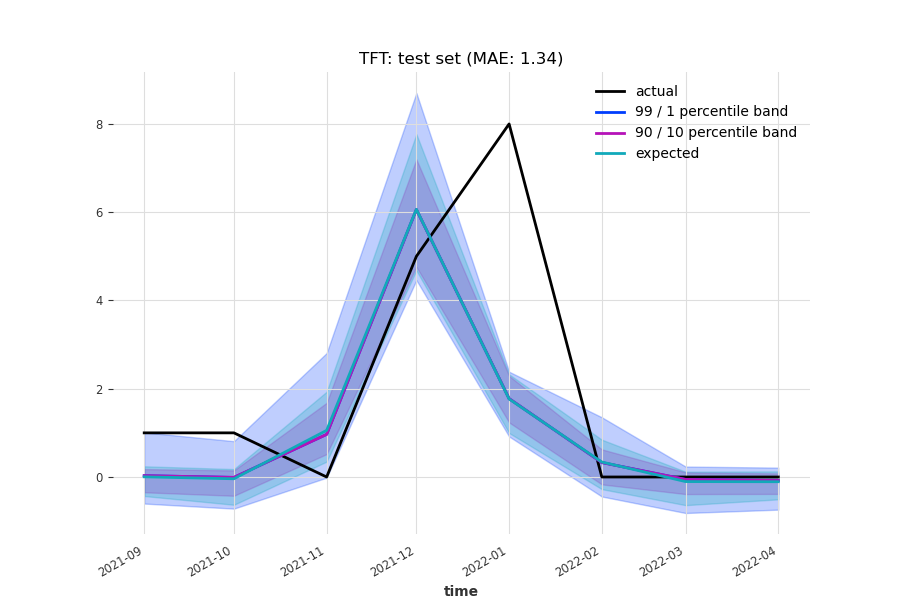 TFT: test set (MAE: 1.34)
actual
99 / 1 percentile band
90 / 10 percentile band
expected
8
6
4
2
0
2021-09
2021-10
2021-11
2021-12
2022-01
2022-02
2022-03
2022-04
time